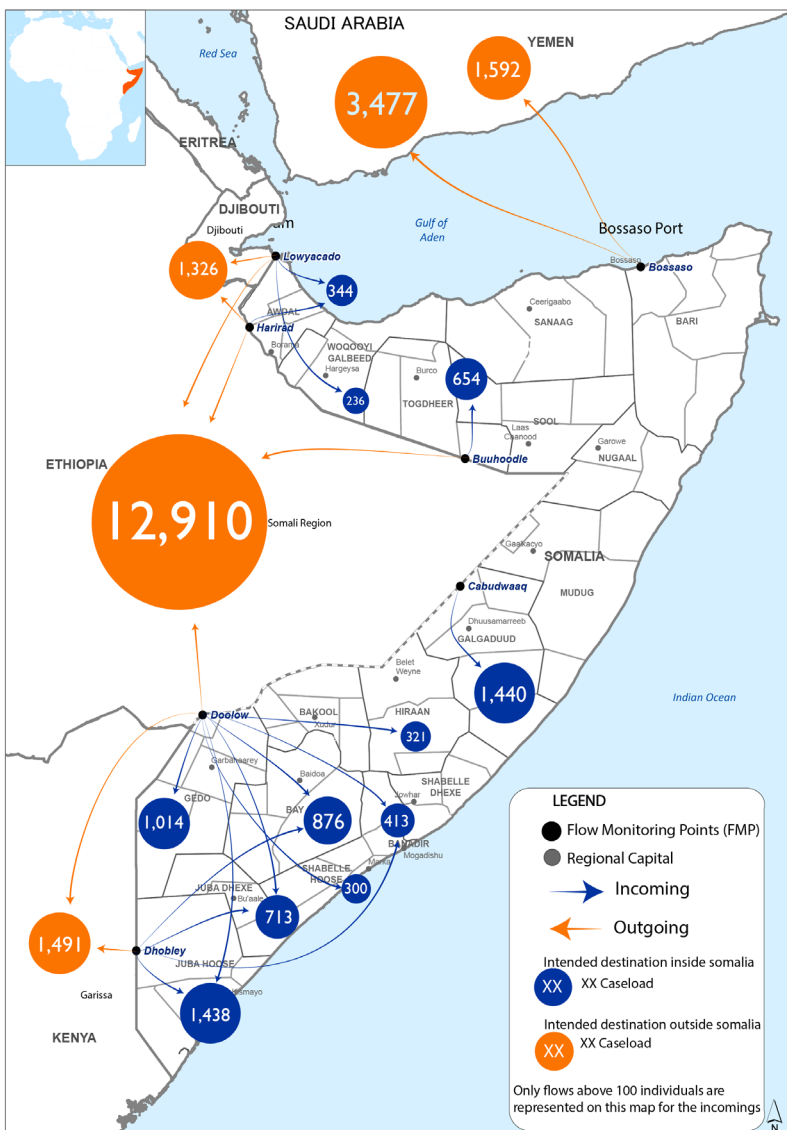 SAUDI ARABIA
YEMEN
Red Sea
1,592
3,477
ERITREA
DJIBOUTI
Djibouti
Gulf of
Aden
Bossaso Port
Lowyacado
Bossaso
Bossaso
1,326
344
Ceerigaabo
AWDAL
SANAAG
BARI
Harirad
Borama
WOQOOYI
GALBEED
Hargeysa
Burco
654
236
TOGDHEER
SOOL
Laas
Caanood
Garowe
NUGAAL
Buuhoodle
ETHIOPIA
12,910
Somali Region
Gaalkacyo
SOMALIA
Cabudwaaq
MUDUG
Dhuusamarreeb
GALGADUUD
Belet
Weyne
1,440
Indian Ocean
Doolow
BAKOOL
Xudur
HIRAAN
321
Garbahaarey
Baidoa
SHABELLE
DHEXE
GEDO
Jowhar
BAY
1,014
876
413
BANADIR
Mogadishu
Marka
SHABELLE
HOOSE
300
JUBA DHEXE
Bu'aale
713
1,491
Dhobley
JUBA HOOSE
Garissa
Kismayo
1,438
KENYA
LEGEND
Flow Monitoring Points (FMP)
Regional Capital
Incoming
Outgoing
Intended destination inside somalia
XX XX Caseload
Intended destination outside somalia
XX XX Caseload
Only flows above 100 individuals are
represented on this map for the incomings
N